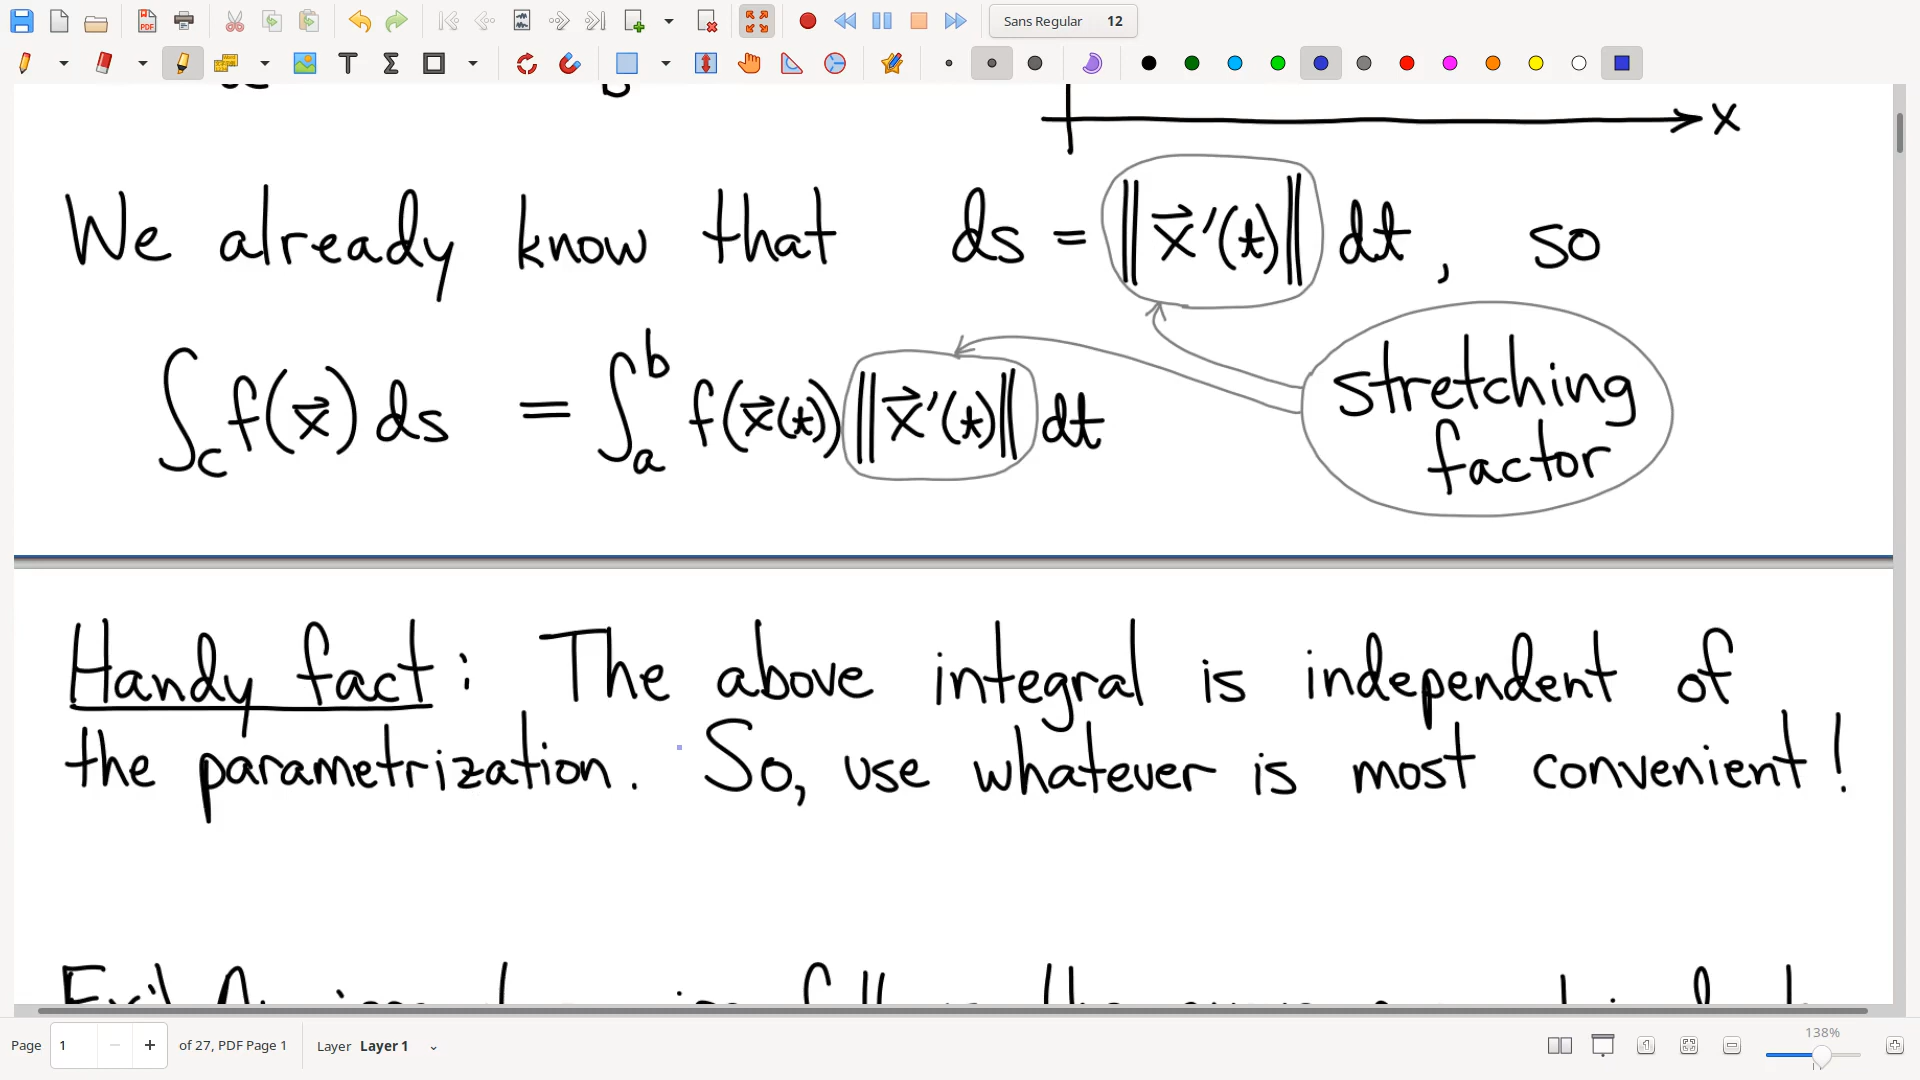 Sans Regular 12
x
We already know that ds = ‖x⃗'(t)‖ dt, so
∫_C f(x⃗) ds = ∫_a^b f(x⃗(t)) ‖x⃗'(t)‖ dt
stretching
factor
Handy fact: The above integral is independent of
the parametrization. So, use whatever is most convenient!
Page 1 of 27, PDF Page 1 Layer Layer 1
138%